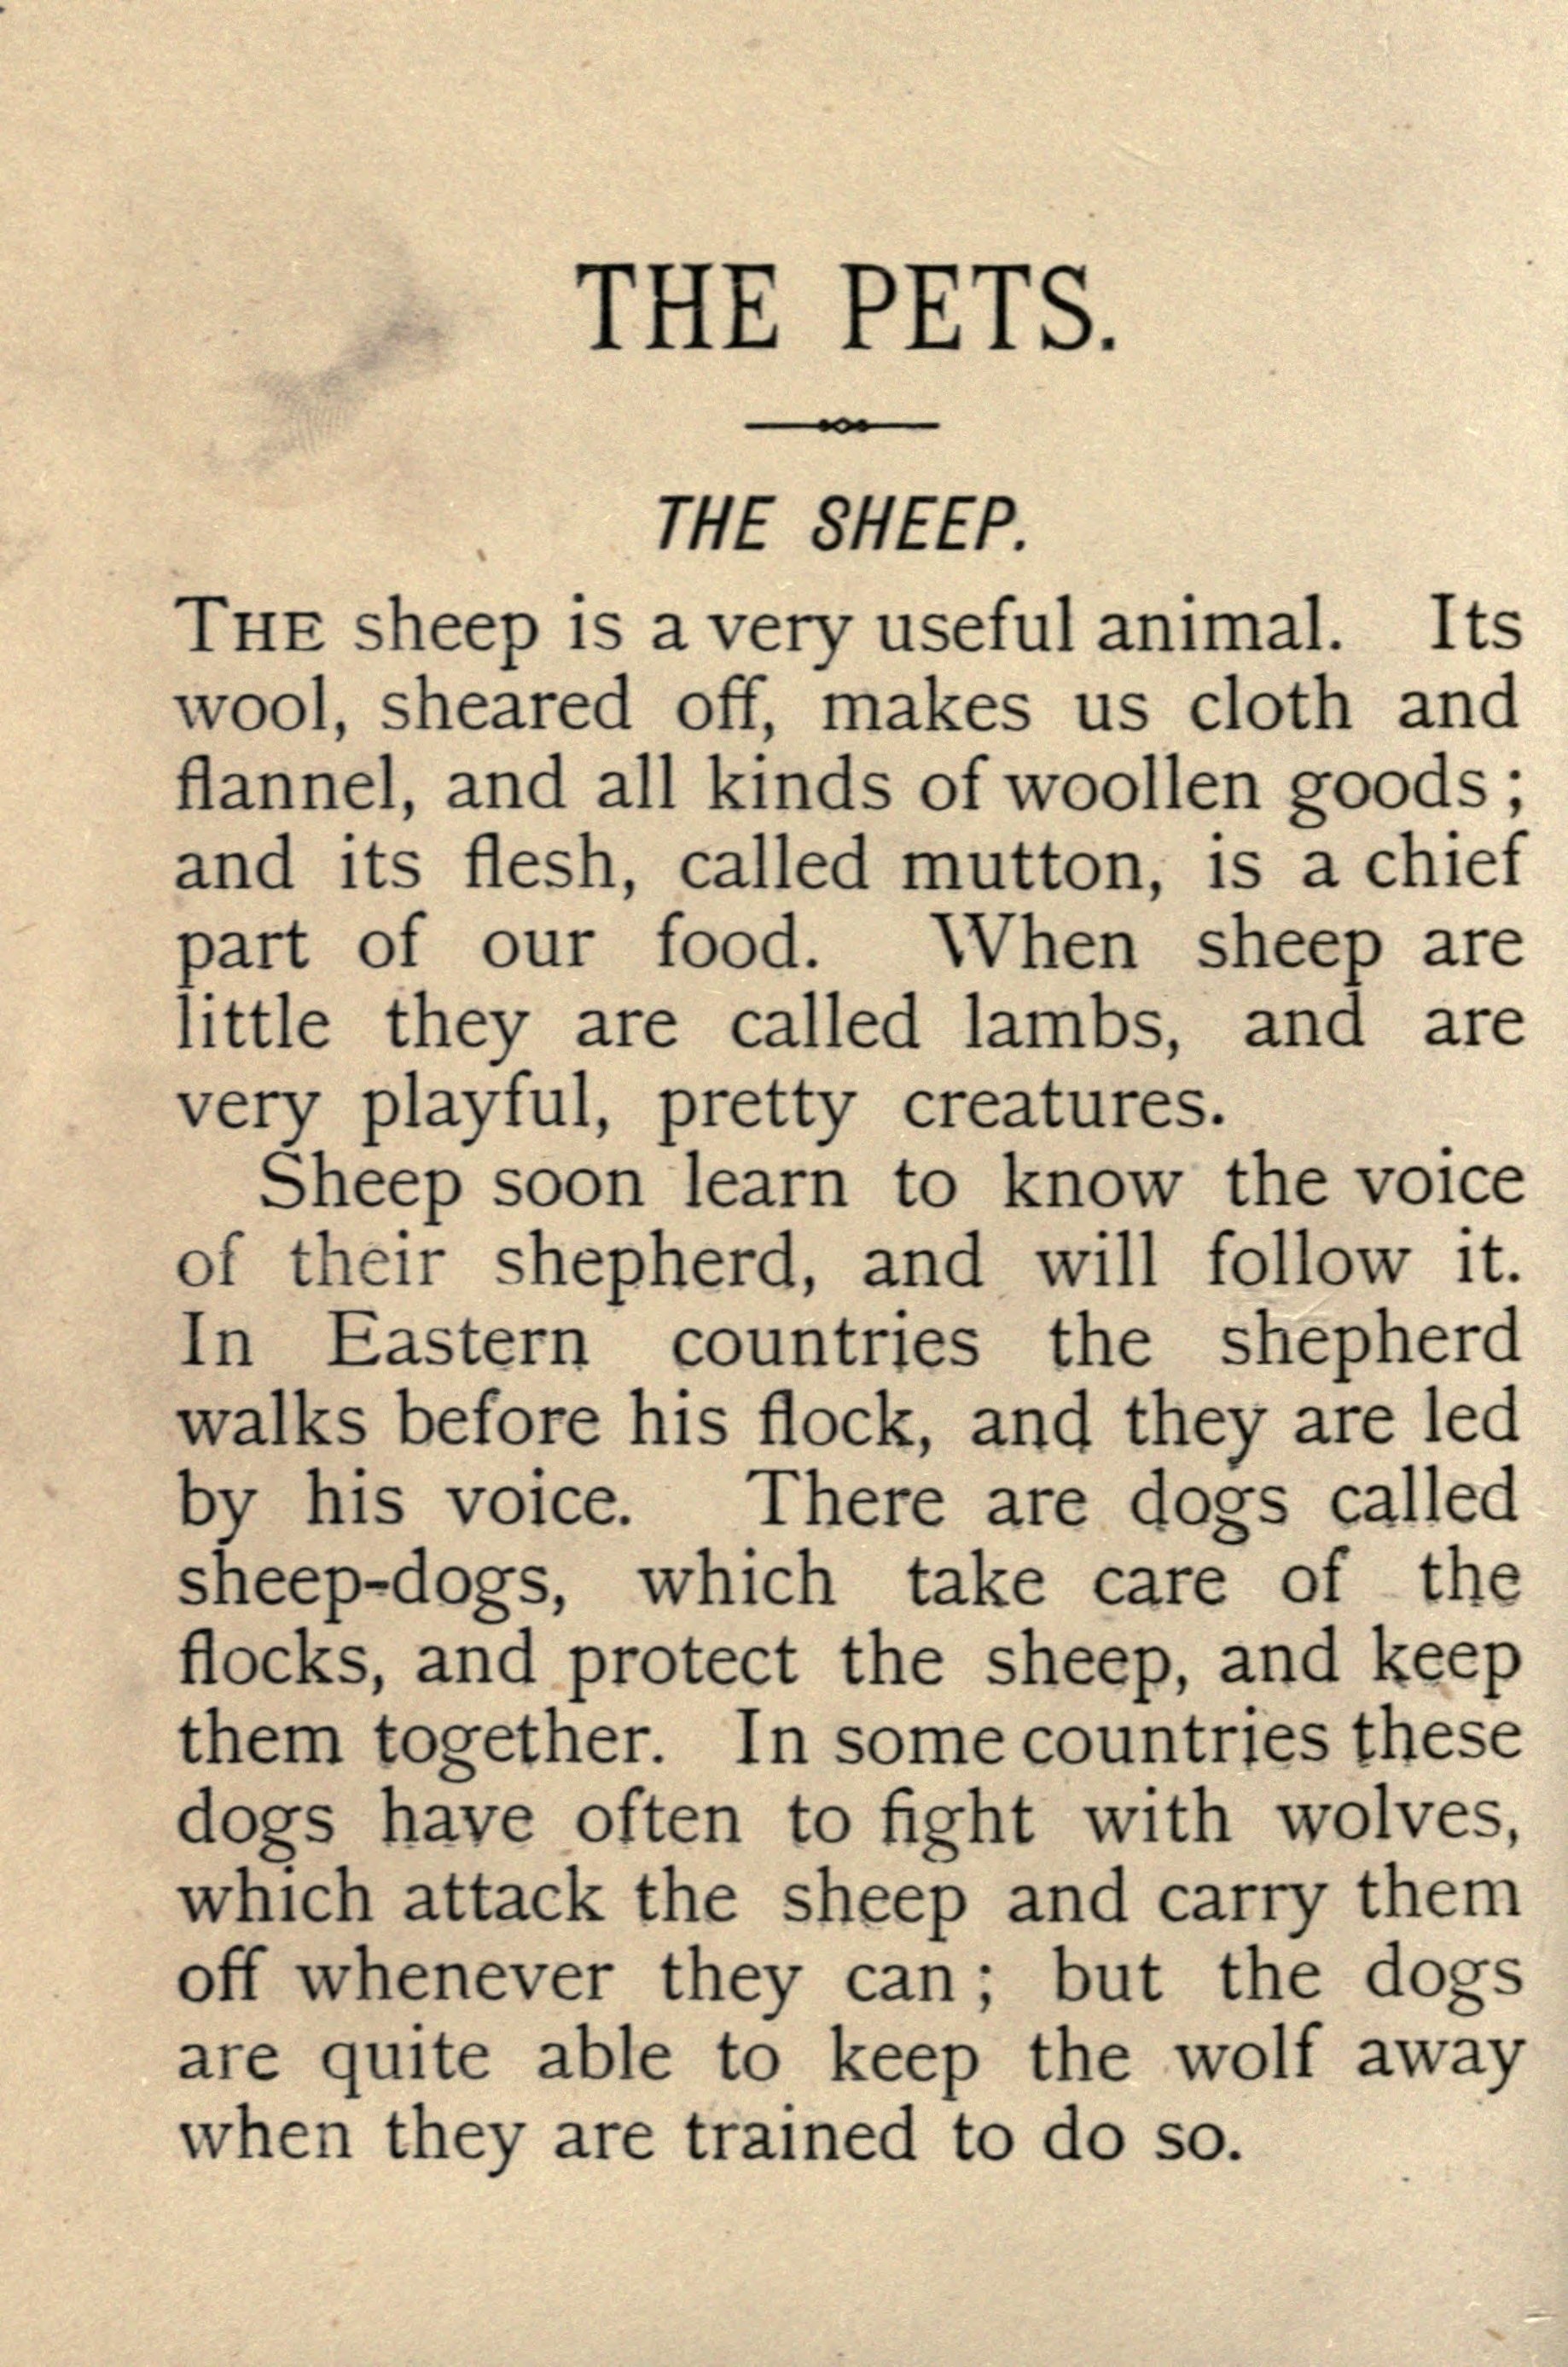 THE PETS.
THE SHEEP.
THE sheep is a very useful animal. Its
wool, sheared off, makes us cloth and
flannel, and all kinds of woollen goods ;
and its flesh, called mutton, is a chief
part of our food. When sheep are
little they are called lambs, and are
very playful, pretty creatures.
Sheep soon learn to know the voice
of their shepherd, and will follow it.
In Eastern countries the shepherd
walks before his flock, and they are led
by his voice. There are dogs called
sheep-dogs, which take care of the
flocks, and protect the sheep, and keep
them together. In some countries these
dogs have often to fight with wolves,
which attack the sheep and carry them
off whenever they can ; but the dogs
are quite able to keep the wolf away
when they are trained to do so.